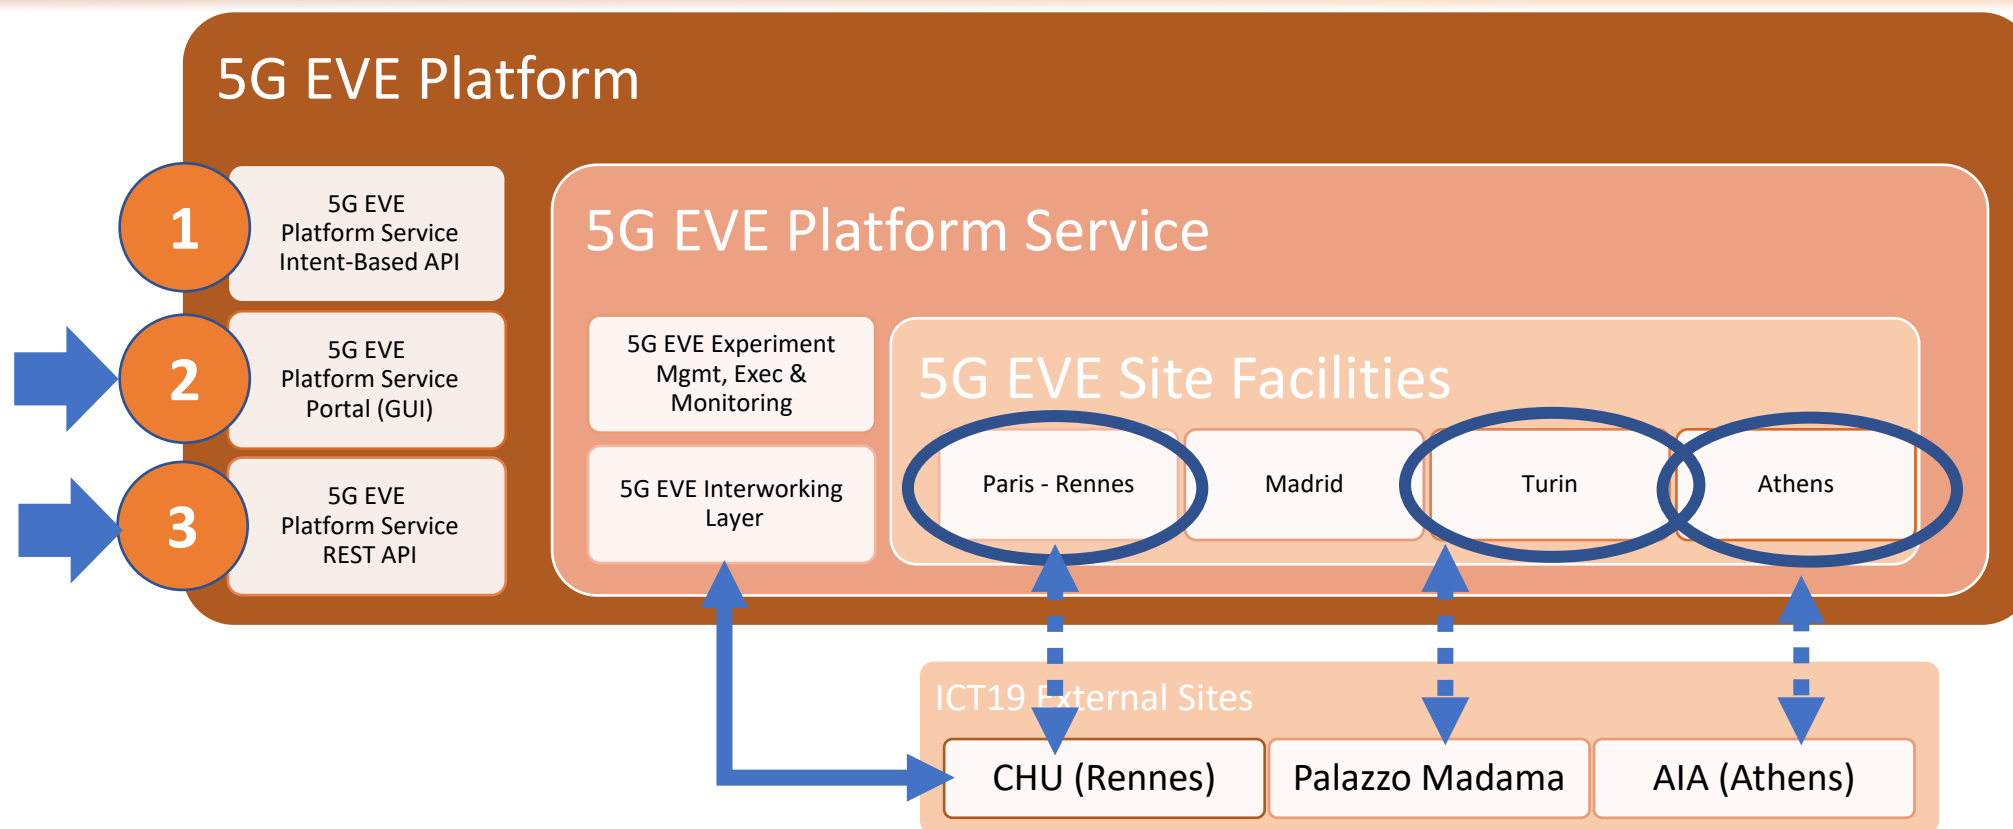 5G EVE Platform
1
5G EVE
Platform Service
Intent-Based API
2
5G EVE
Platform Service
Portal (GUI)
3
5G EVE
Platform Service
REST API
5G EVE Platform Service
5G EVE Experiment
Mgmt, Exec &
Monitoring
5G EVE Interworking
Layer
5G EVE Site Facilities
Paris - Rennes
Madrid
Turin
Athens
ICT19 External Sites
CHU (Rennes)
Palazzo Madama
AIA (Athens)